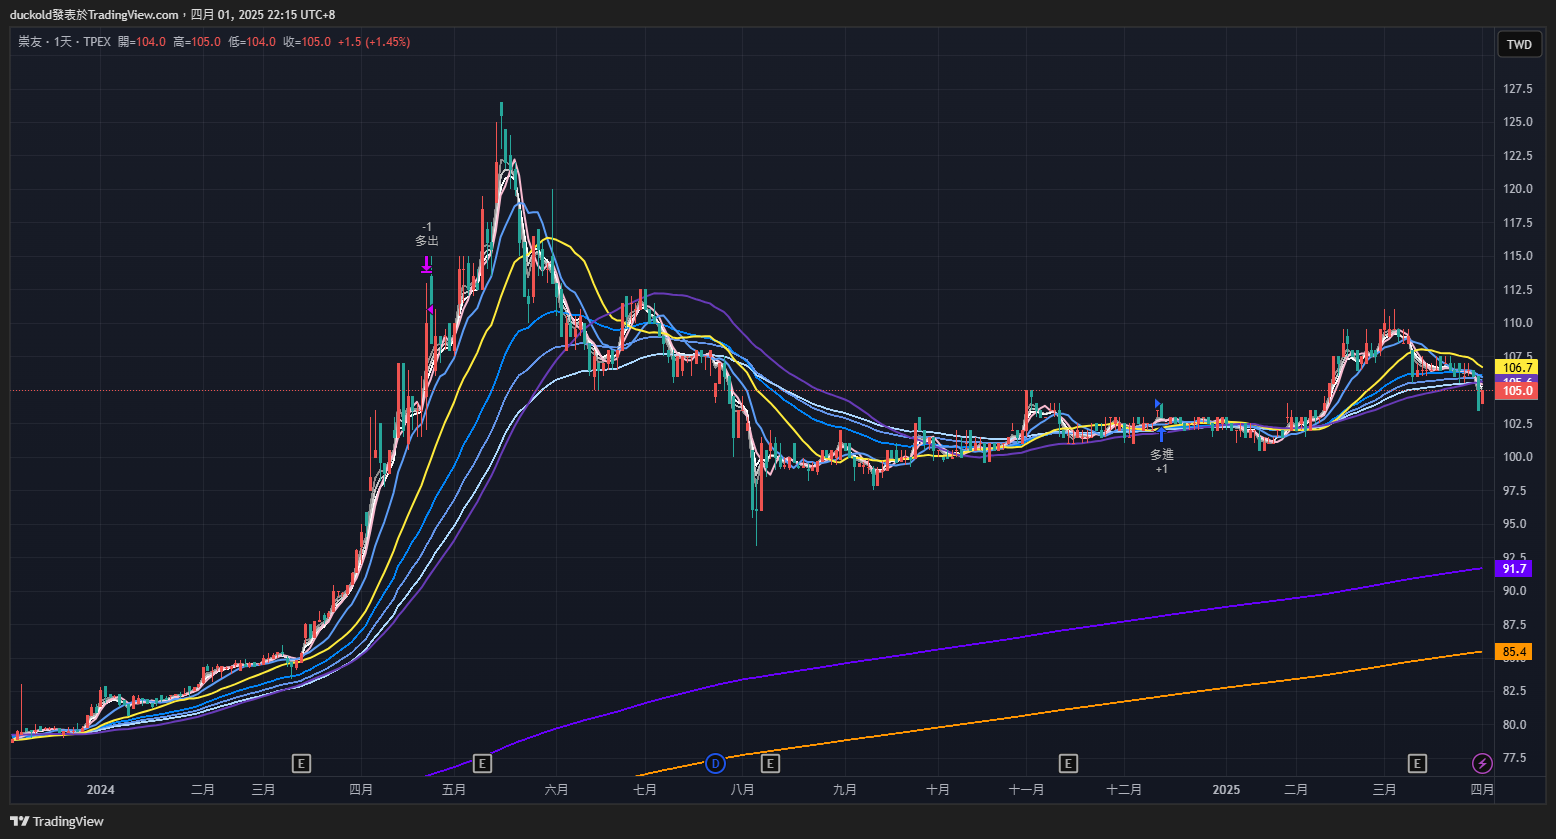 duckold發表於TradingView.com，四月 01, 2025 22:15 UTC+8
崇友 · 1天 · TPEX 開=104.0 高=105.0 低=104.0 收=105.0 +1.5 (+1.45%)
TWD
127.5
125.0
122.5
120.0
117.5
-1
多出
115.0
112.5
110.0
107.5
106.7
105.0
102.5
多進
+1
100.0
97.5
95.0
92.5
91.7
90.0
87.5
85.4
82.5
80.0
77.5
E
E
D
E
E
E
2024
二月
三月
四月
五月
六月
七月
八月
九月
十月
十一月
十二月
2025
二月
三月
四月
TradingView